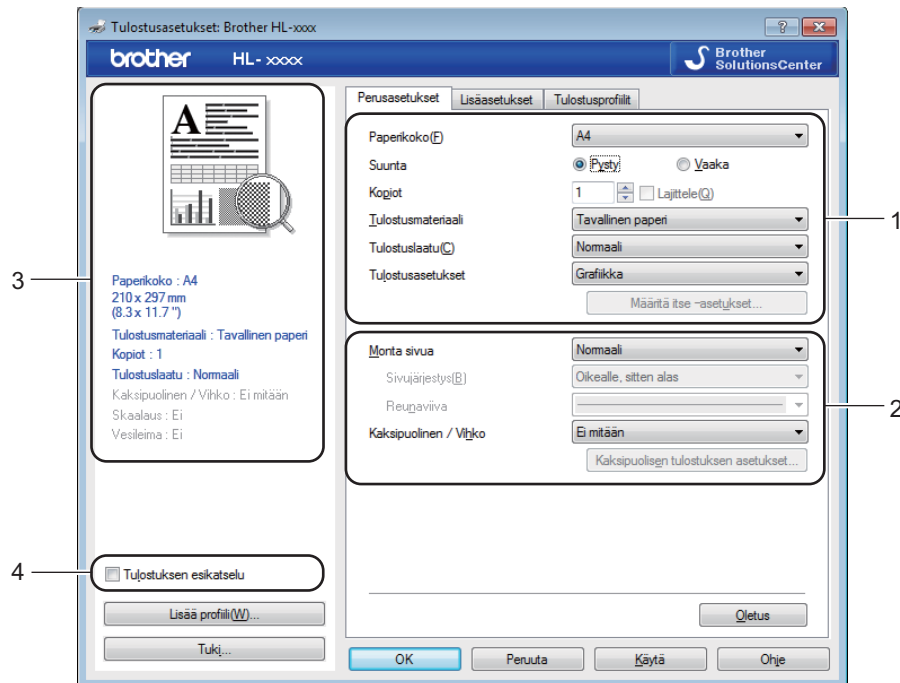 Tulostusasetukset: Brother HL-xxxx
brother HL- xxxx
Brother
SolutionsCenter
Perusasetukset Lisäasetukset Tulostusprofiilit
A
Paperikoko(F) A4
Suunta Pysty Vaaka
Kopiot 1 Lajittele(Q)
Tulostusmateriaali Tavallinen paperi
Tulostuslaatu(C) Normaali
Tulostusasetukset Grafiikka
Määritä itse -asetukset...
1
Monta sivua Normaali
Sivujärjestys(B) Oikealle, sitten alas
Reunaviiva
Kaksipuolinen / Vihko Ei mitään
Kaksipuolisen tulostuksen asetukset...
2
3
Paperikoko : A4
210 x 297 mm
(8.3 x 11.7 ")
Tulostusmateriaali : Tavallinen paperi
Kopiot : 1
Tulostuslaatu : Normaali
Kaksipuolinen / Vihko : Ei mitään
Skaalaus : Ei
Vesileima : Ei
4
Tulostuksen esikatselu
Lisää profiili(W)...
Tuki...
Oletus
OK Peruuta Käytä Ohje